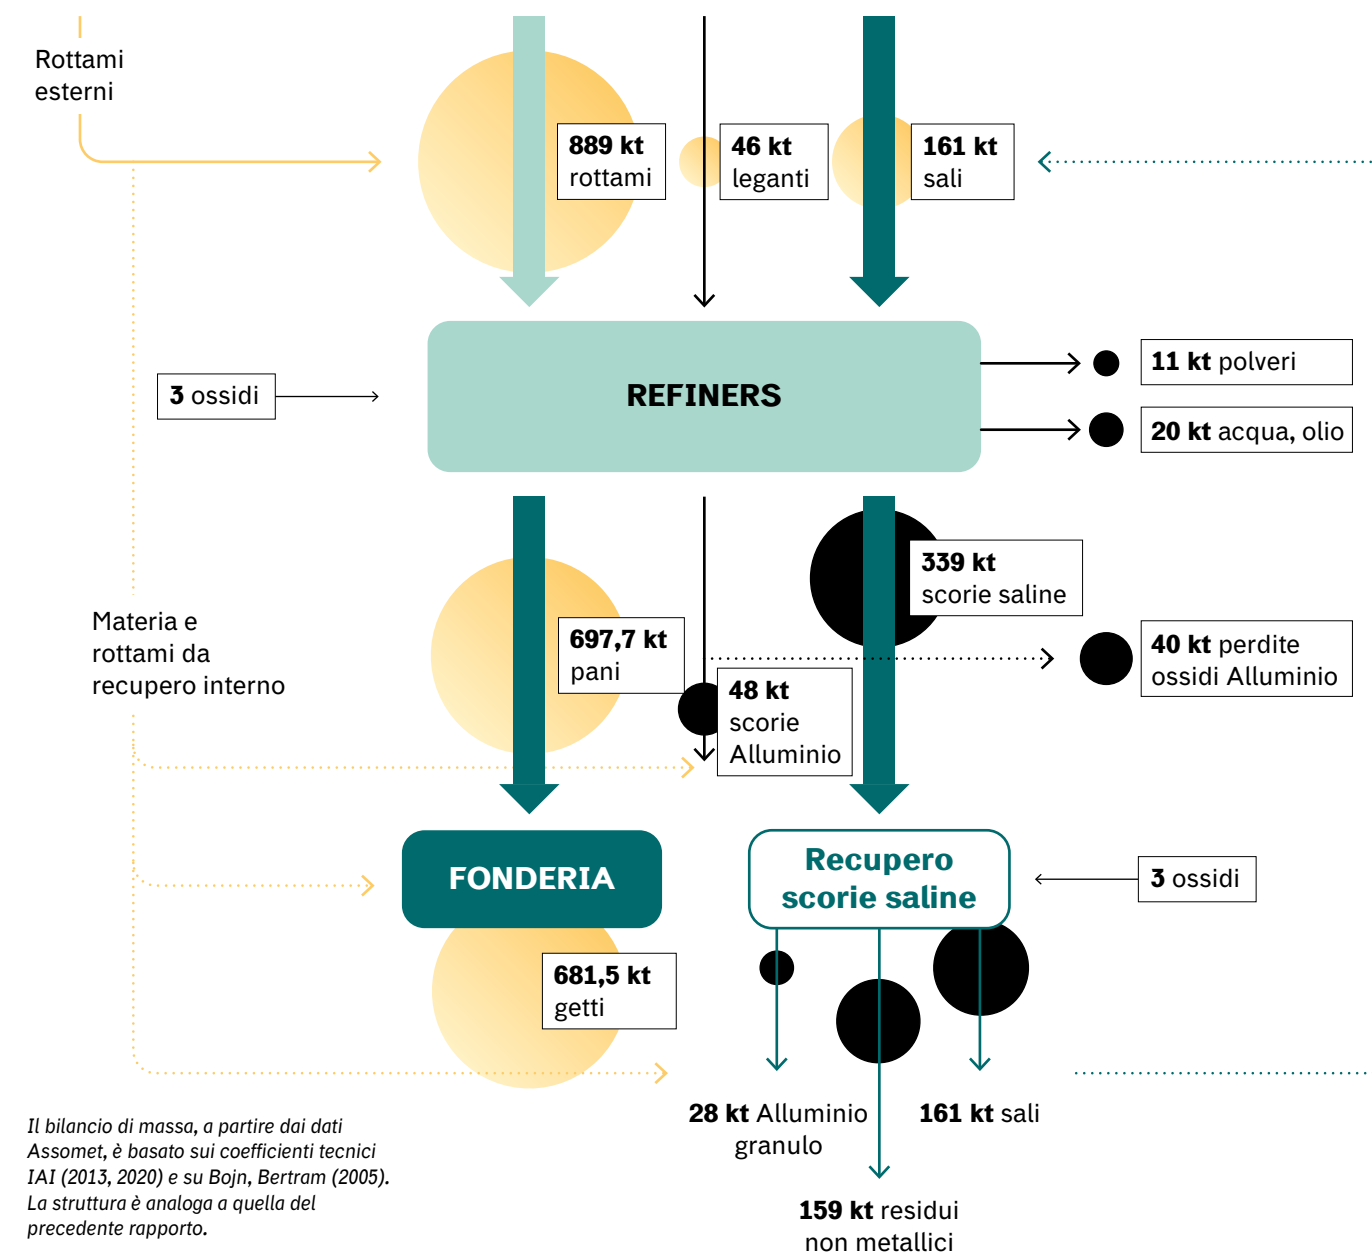 Rottami
esterni
889 kt
rottami
46 kt
leganti
161 kt
sali
3 ossidi
REFINERS
11 kt polveri
20 kt acqua, olio
339 kt
scorie saline
Materia e
rottami da
recupero interno
697,7 kt
pani
48 kt
scorie
Alluminio
40 kt perdite
ossidi Alluminio
FONDERIA
Recupero
scorie saline
3 ossidi
681,5 kt
getti
28 kt Alluminio
granulo
161 kt sali
159 kt residui
non metallici
Il bilancio di massa, a partire dai dati
Assomet, è basato sui coefficienti tecnici
IAI (2013, 2020) e su Bojn, Bertram (2005).
La struttura è analoga a quella del
precedente rapporto.